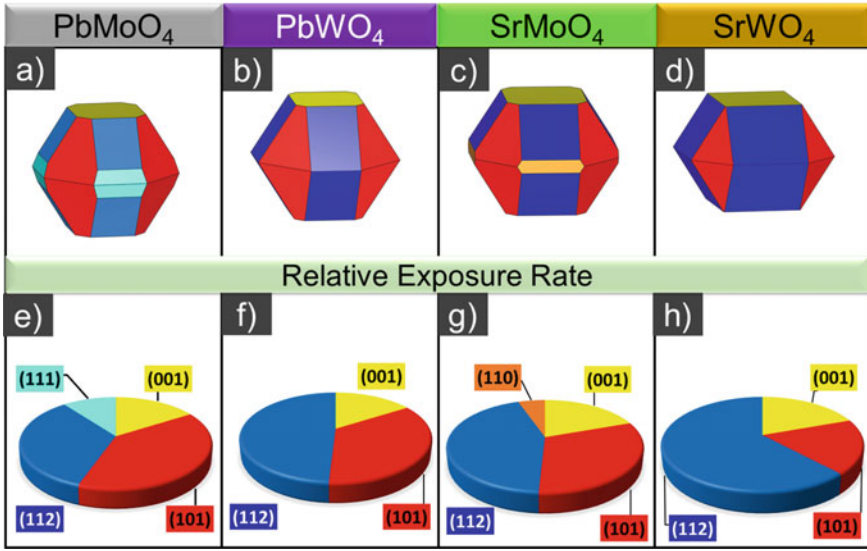 PbMoO₄ PbWO₄ SrMoO₄ SrWO₄
a) b) c) d)
Relative Exposure Rate
e) f) g) h)
(111) (001) (001) (110) (001) (001)
(112) (101) (112) (101) (112) (101) (112) (101)